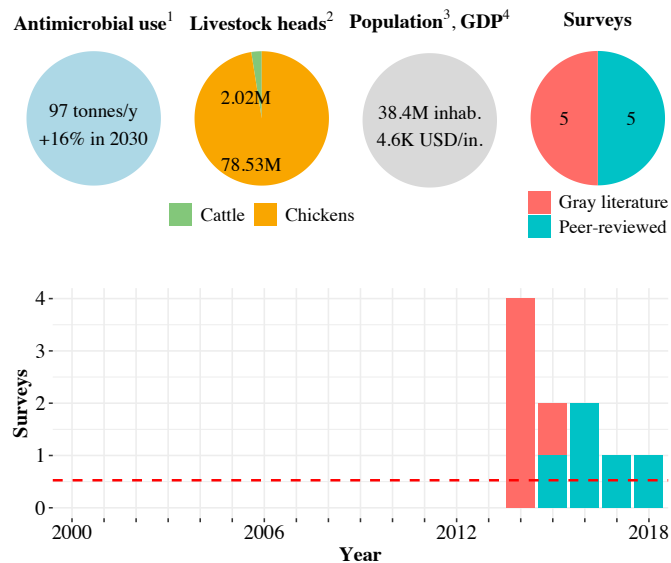 Antimicrobial use1 Livestock heads2 Population3, GDP4 Surveys
97 tonnes/y
+16% in 2030
2.02M
78.53M
38.4M inhab.
4.6K USD/in.
5 5
Cattle Chickens
Gray literature
Peer-reviewed
Surveys
4
3
2
1
0
2000 2006 2012 2018
Year